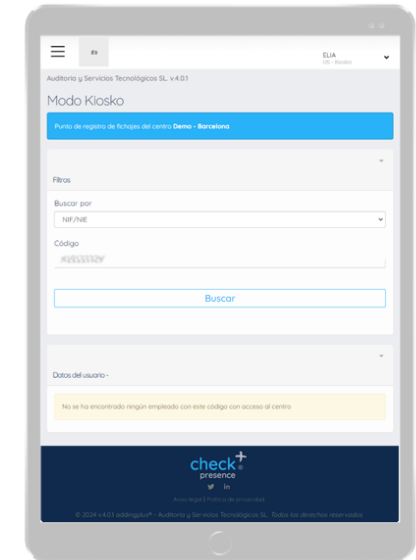 ELIA
US - Kiosko
Auditoria y Servicios Tecnológicos SL. v.4.0.1
Modo Kiosko
Punto de registro de fichajes del centro Demo - Barcelona
Filtros
Buscar por
NIF/NIE
Código
Buscar
Datos del usuario -
No se ha encontrado ningún empleado con este código con acceso al centro
check+
presence
in
Aviso legal | Política de privacidad
© 2024 v.4.0.1 addingplus® - Auditoria y Servicios Tecnológicos SL. Todos los derechos reservados